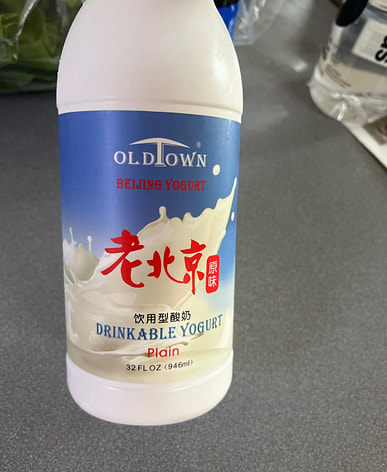 OLDTOWN®
BEIJING YOGURT
老北京
原味
饮用型酸奶
DRINKABLE YOGURT
Plain
32 FL OZ (946ml)